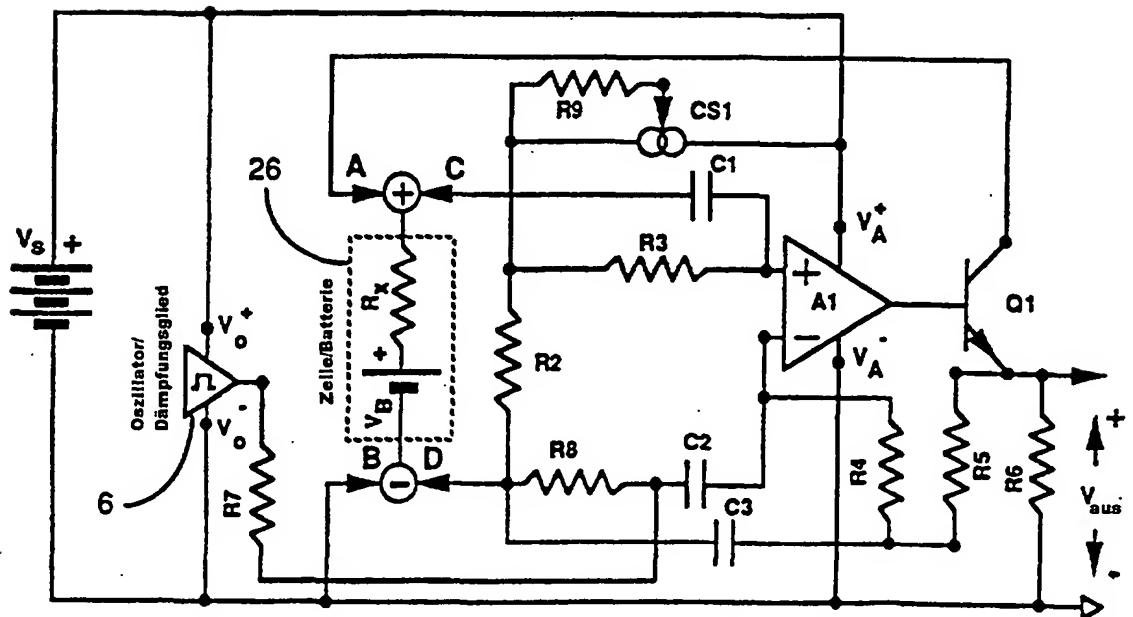 R9
CS1
26
A
C
C1
+
Vs +
R3
VA+
Zelle/Batterie
Rx
+
A1
Q1
Oszillator/
Dämpfungsglied
Vo+
R2
−
VA-
+
VB
Vo-
B
D
R8
C2
R4
R5
R6
+
Vaus
6
R7
−
C3
-